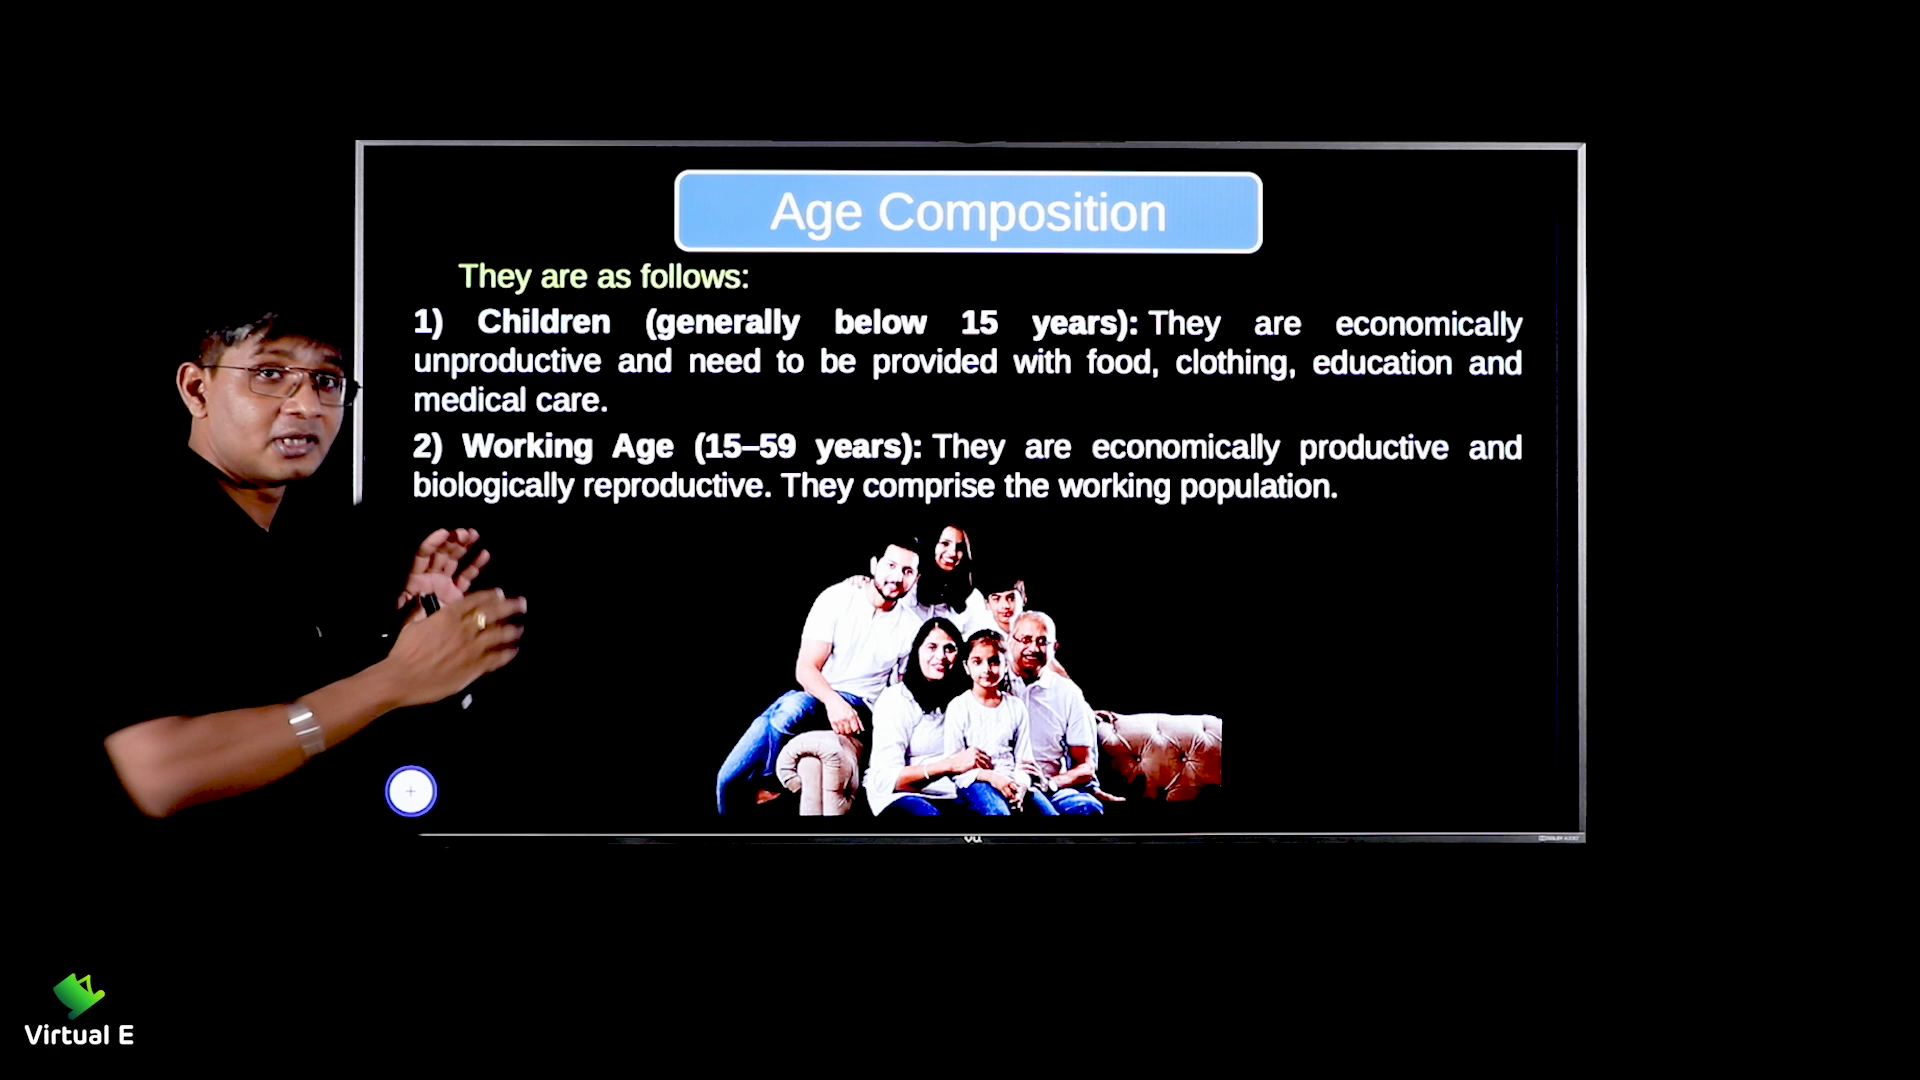 Age Composition
They are as follows:
1) Children (generally below 15 years): They are economically
unproductive and need to be provided with food, clothing, education and
medical care.
2) Working Age (15–59 years): They are economically productive and
biologically reproductive. They comprise the working population.
vu
Virtual E